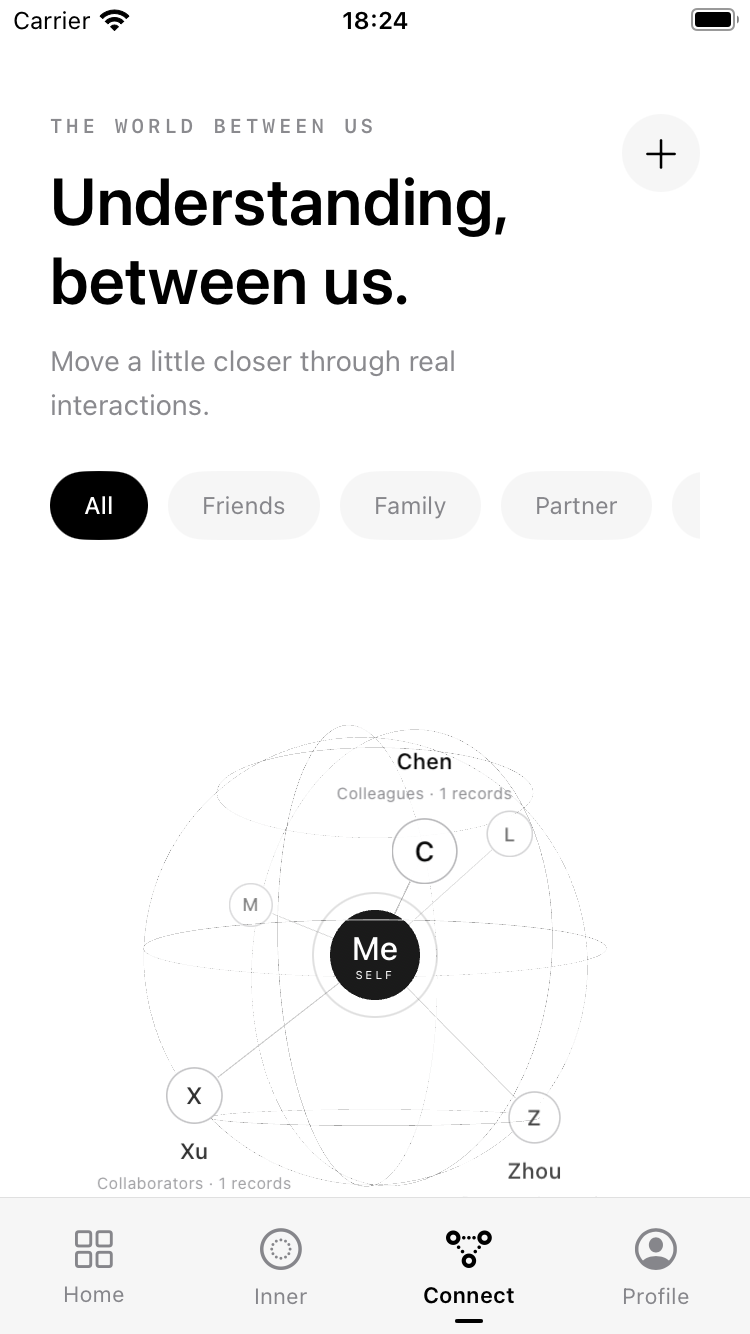 Carrier 18:24
THE WORLD BETWEEN US
Understanding,
between us.
Move a little closer through real
interactions.
All Friends Family Partner
Chen
Colleagues · 1 records
C
L
M
Me
SELF
X
Z
Xu
Zhou
Collaborators · 1 records
Home Inner Connect Profile